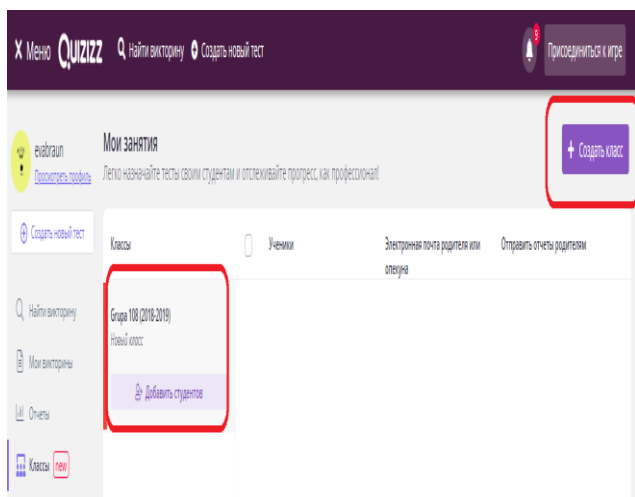 X Меню Quizizz Найти викторину Создать новый тест 9 Присоединиться к игре
evabraun
Просмотреть профиль
Мои занятия
Легко назначайте тесты своим студентам и отслеживайте прогресс, как профессионал!
+ Создать класс
Создать новый тест
Найти викторину
Мои викторины
Отчеты
Классы new
Классы Ученики Электронная почта родителя или Отправить отчеты родителям
опекуна
Grupa 108 (2018-2019)
Новый класс
Добавить студентов